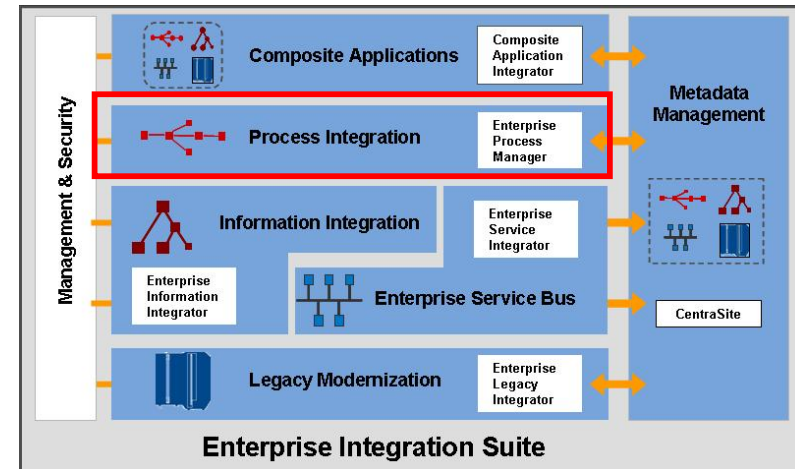 Management & Security
Composite Applications
Composite
Application
Integrator
Process Integration
Enterprise
Process
Manager
Information Integration
Enterprise
Information
Integrator
Enterprise
Service
Integrator
Enterprise Service Bus
Legacy Modernization
Enterprise
Legacy
Integrator
Metadata
Management
CentraSite
Enterprise Integration Suite